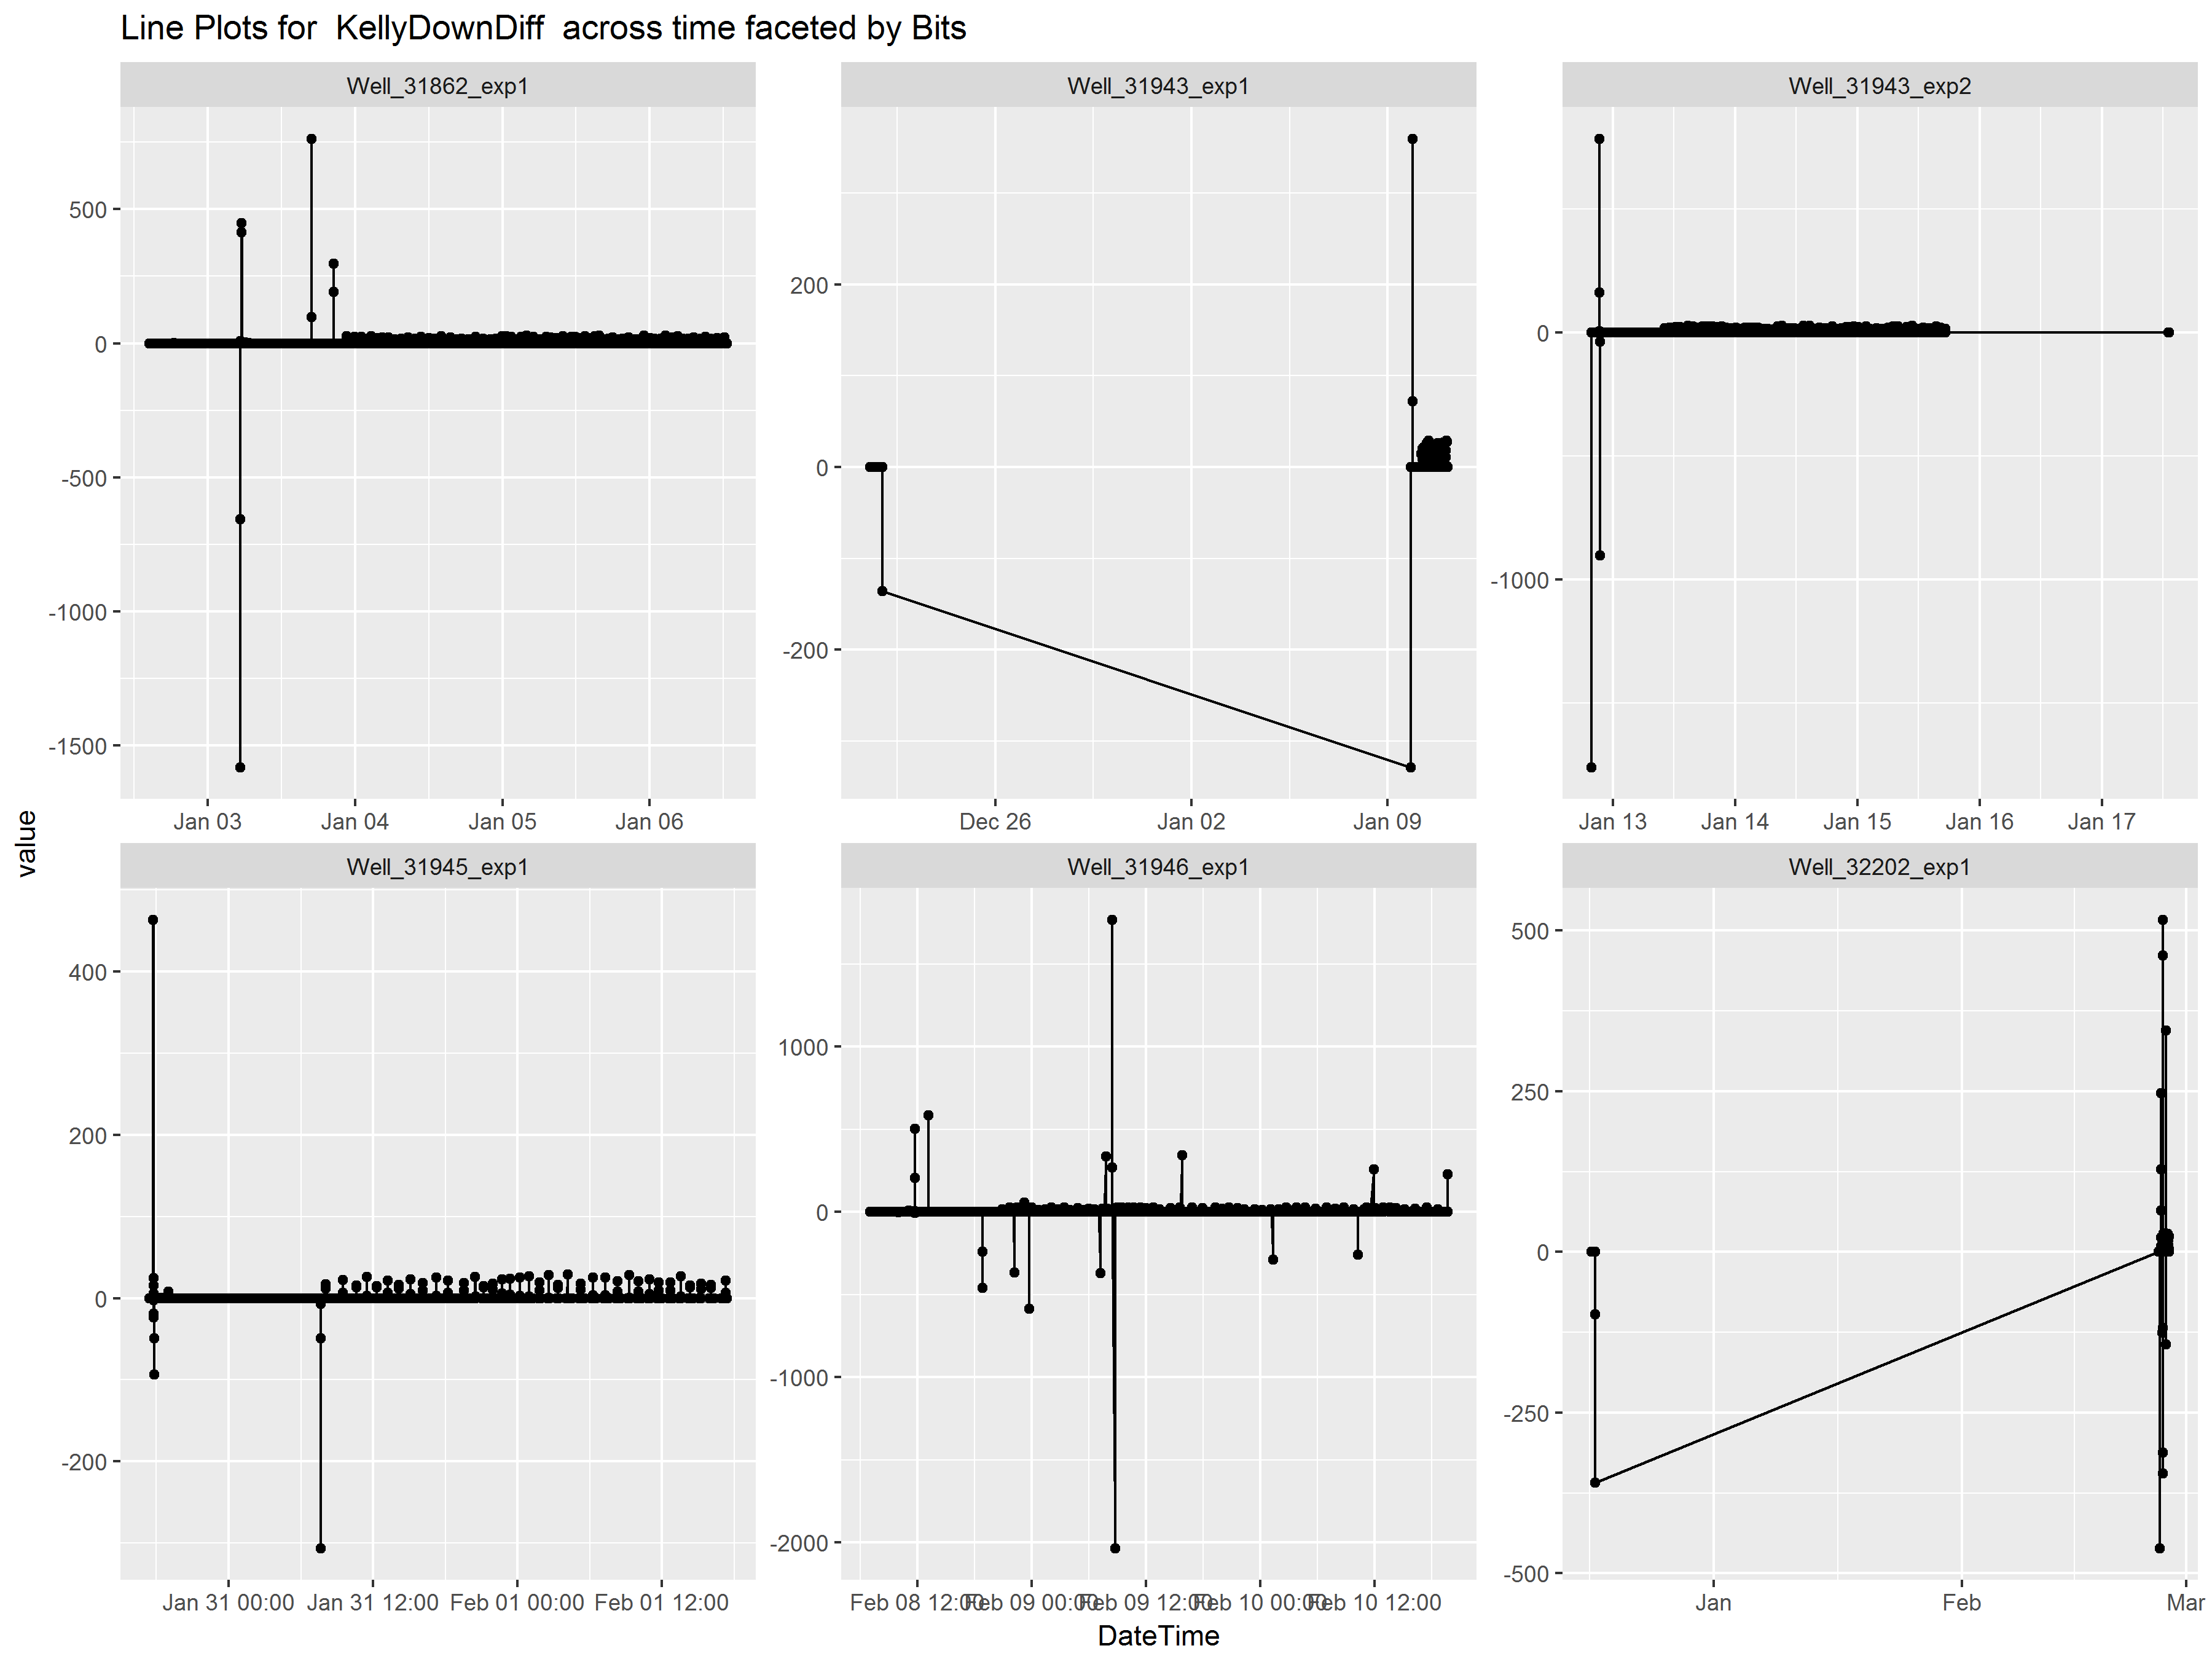 Line Plots for  KellyDownDiff  across time faceted by Bits
Well_31862_exp1
Well_31943_exp1
Well_31943_exp2
500
0
-500
-1000
-1500
200
0
-200
0
-1000
Jan 03 Jan 04 Jan 05 Jan 06
Dec 26 Jan 02 Jan 09
Jan 13 Jan 14 Jan 15 Jan 16 Jan 17
value
Well_31945_exp1
Well_31946_exp1
Well_32202_exp1
400
200
0
-200
1000
0
-1000
-2000
500
250
0
-250
-500
Jan 31 00:00 Jan 31 12:00 Feb 01 00:00 Feb 01 12:00
Feb 08 12:00 Feb 09 00:00 Feb 09 12:00 Feb 10 00:00 Feb 10 12:00
Jan Feb Mar
DateTime